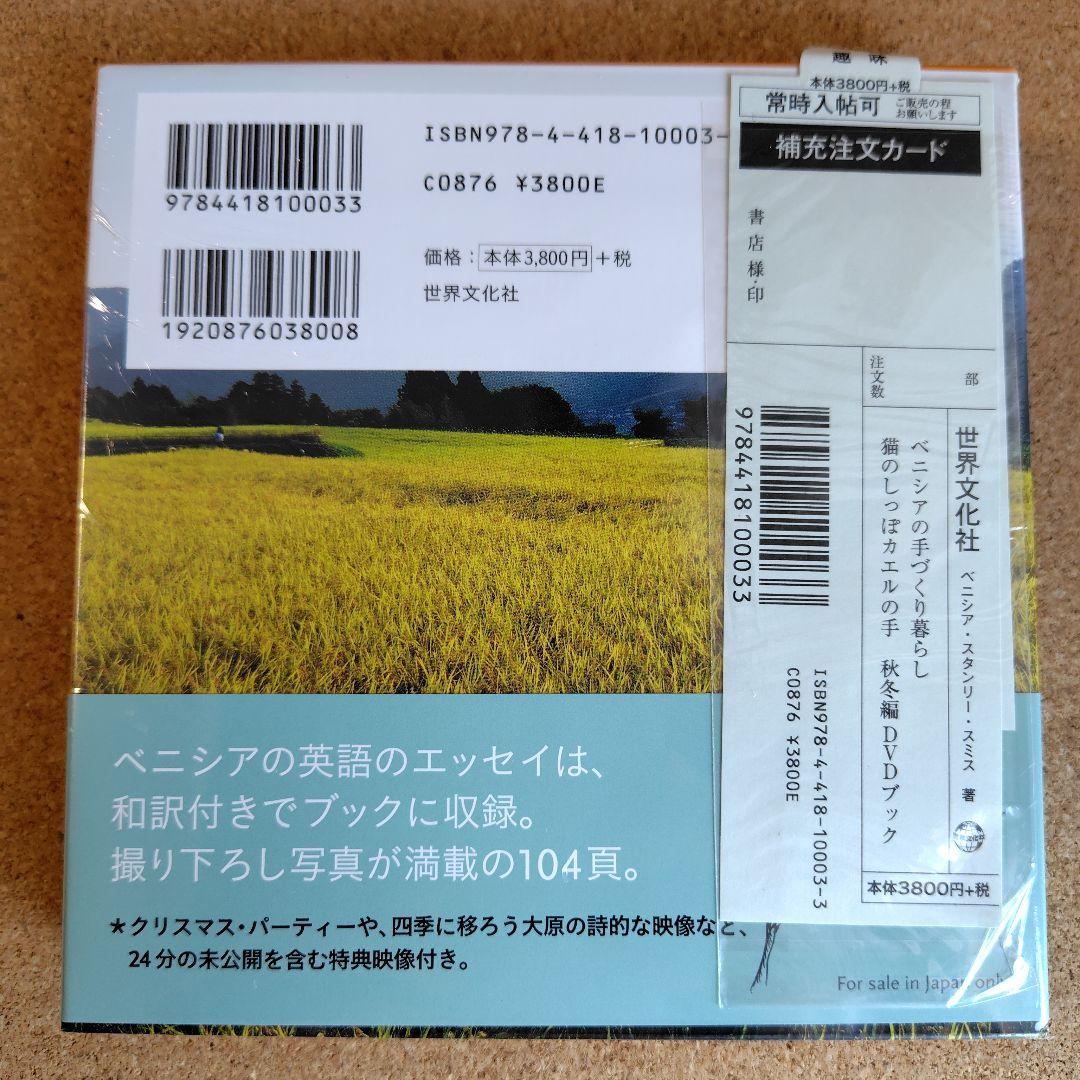 9784418100033
1920876038008
ISBN978-4-418-10003-
C0876 ¥3800E
価格：本体3,800円＋税
世界文化社
ベニシアの英語のエッセイは、
和訳付きでブックに収録。
撮り下ろし写真が満載の104頁。
★クリスマス・パーティーや、四季に移ろう大原の詩的な映像など、
24分の未公開を含む特典映像付き。
For sale in Japan only
趣味
本体3800円+税
常時入帖可
ご販売の程
お願いします
補充注文カード
書店様・印
注文数
部
世界文化社
ベニシア・スタンリー・スミス 著
ベニシアの手づくり暮らし
猫のしっぽカエルの手 秋冬編DVDブック
9784418100033
ISBN978-4-418-10003-3
C0876 ¥3800E
本体3800円+税